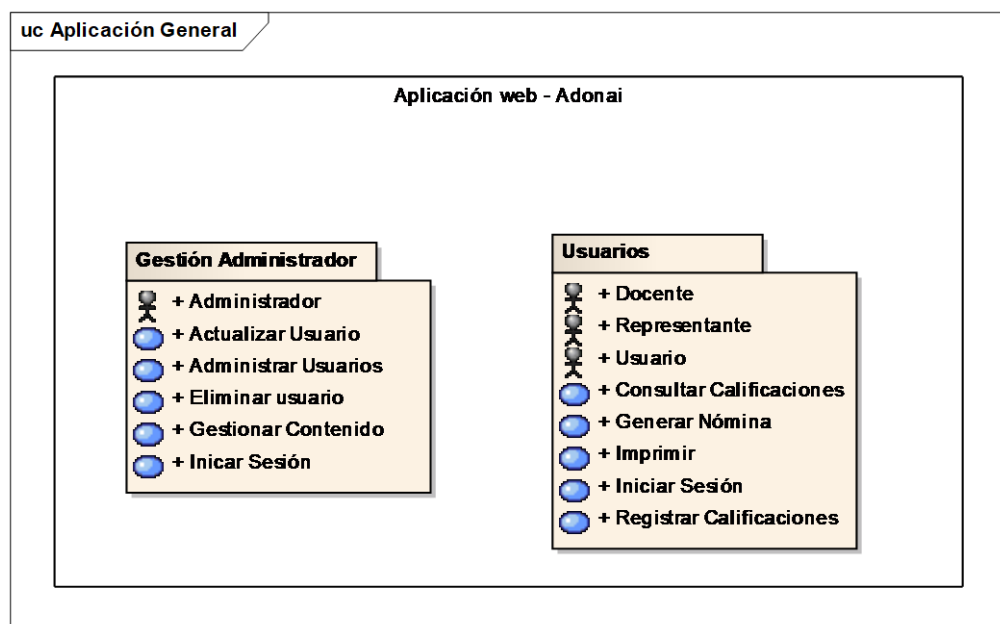 uc Aplicación General
Aplicación web - Adonai
Gestión Administrador
+ Administrador
+ Actualizar Usuario
+ Administrar Usuarios
+ Eliminar usuario
+ Gestionar Contenido
+ Inicar Sesión
Usuarios
+ Docente
+ Representante
+ Usuario
+ Consultar Calificaciones
+ Generar Nómina
+ Imprimir
+ Iniciar Sesión
+ Registrar Calificaciones